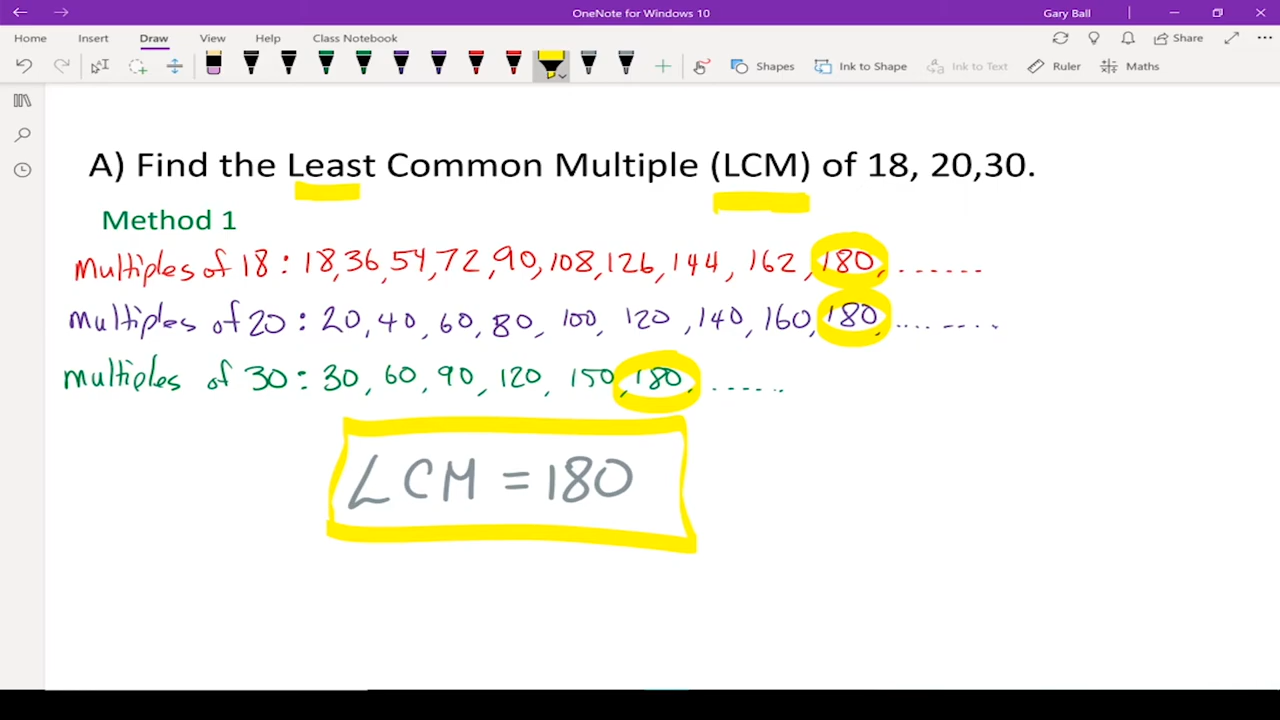 OneNote for Windows 10
Gary Ball
Home Insert Draw View Help Class Notebook
Share
Shapes Ink to Shape Ink to Text Ruler Maths
A) Find the Least Common Multiple (LCM) of 18, 20,30.
Method 1
Multiples of 18 : 18,36,54,72,90,108,126,144,162,180,.......
multiples of 20 : 20,40,60,80,100,120,140,160,180,........
multiples of 30 : 30,60,90,120,150,180,......
LCM = 180